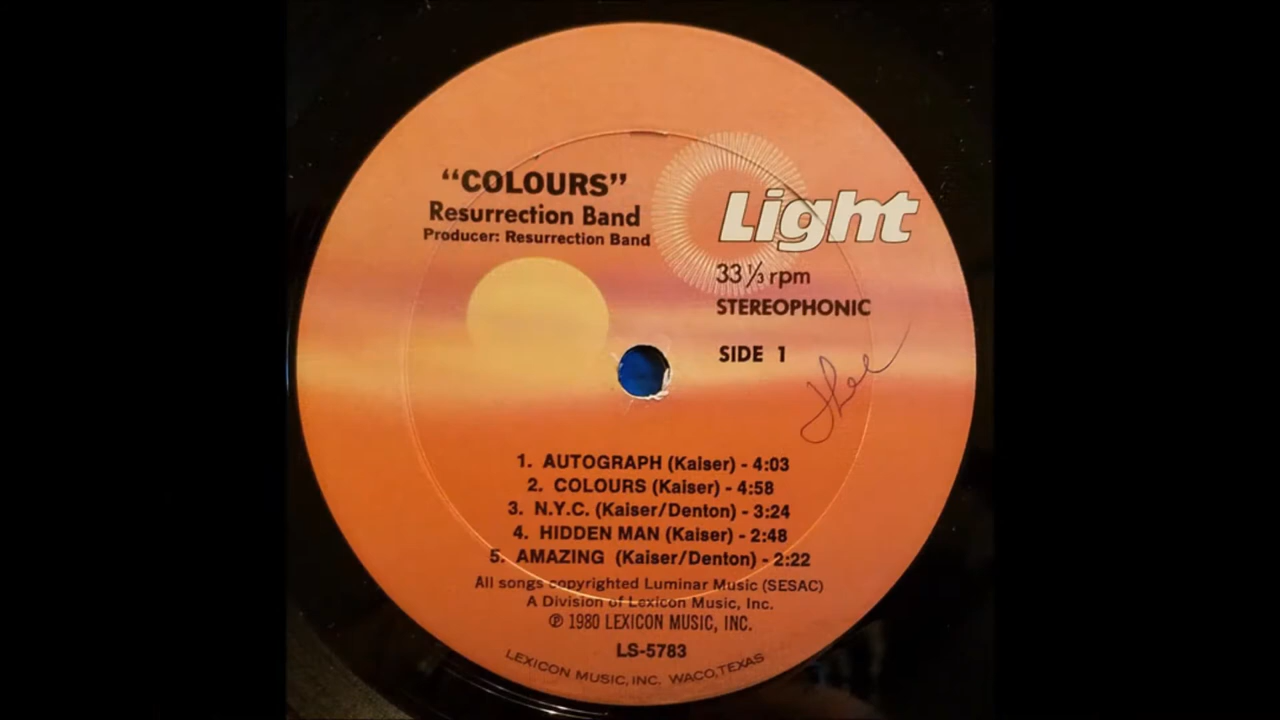 "COLOURS"
Resurrection Band
Producer: Resurrection Band
Light
33 1/3 rpm
STEREOPHONIC
SIDE 1
1. AUTOGRAPH (Kaiser) - 4:03
2. COLOURS (Kaiser) - 4:58
3. N.Y.C. (Kaiser/Denton) - 3:24
4. HIDDEN MAN (Kaiser) - 2:48
5. AMAZING (Kaiser/Denton) - 2:22
All songs copyrighted Luminar Music (SESAC)
A Division of Lexicon Music, Inc.
℗ 1980 LEXICON MUSIC, INC.
LS-5783
LEXICON MUSIC, INC. WACO, TEXAS